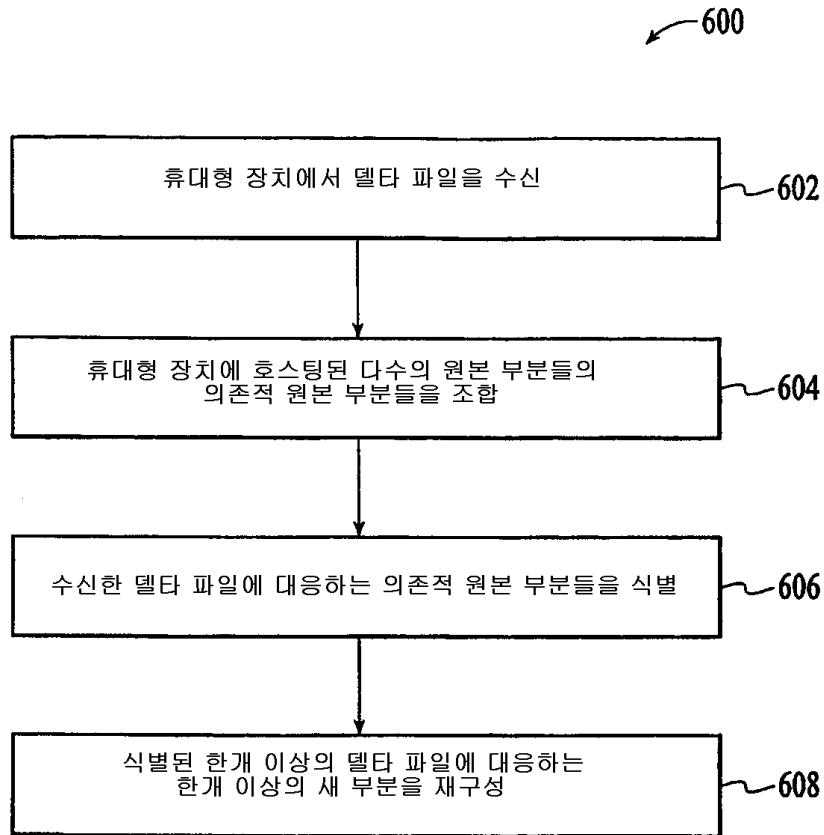 600
휴대형 장치에서 델타 파일을 수신
602
휴대형 장치에 호스팅된 다수의 원본 부분들의
의존적 원본 부분들을 조합
604
수신한 델타 파일에 대응하는 의존적 원본 부분들을 식별
606
식별된 한개 이상의 델타 파일에 대응하는
한개 이상의 새 부분을 재구성
608